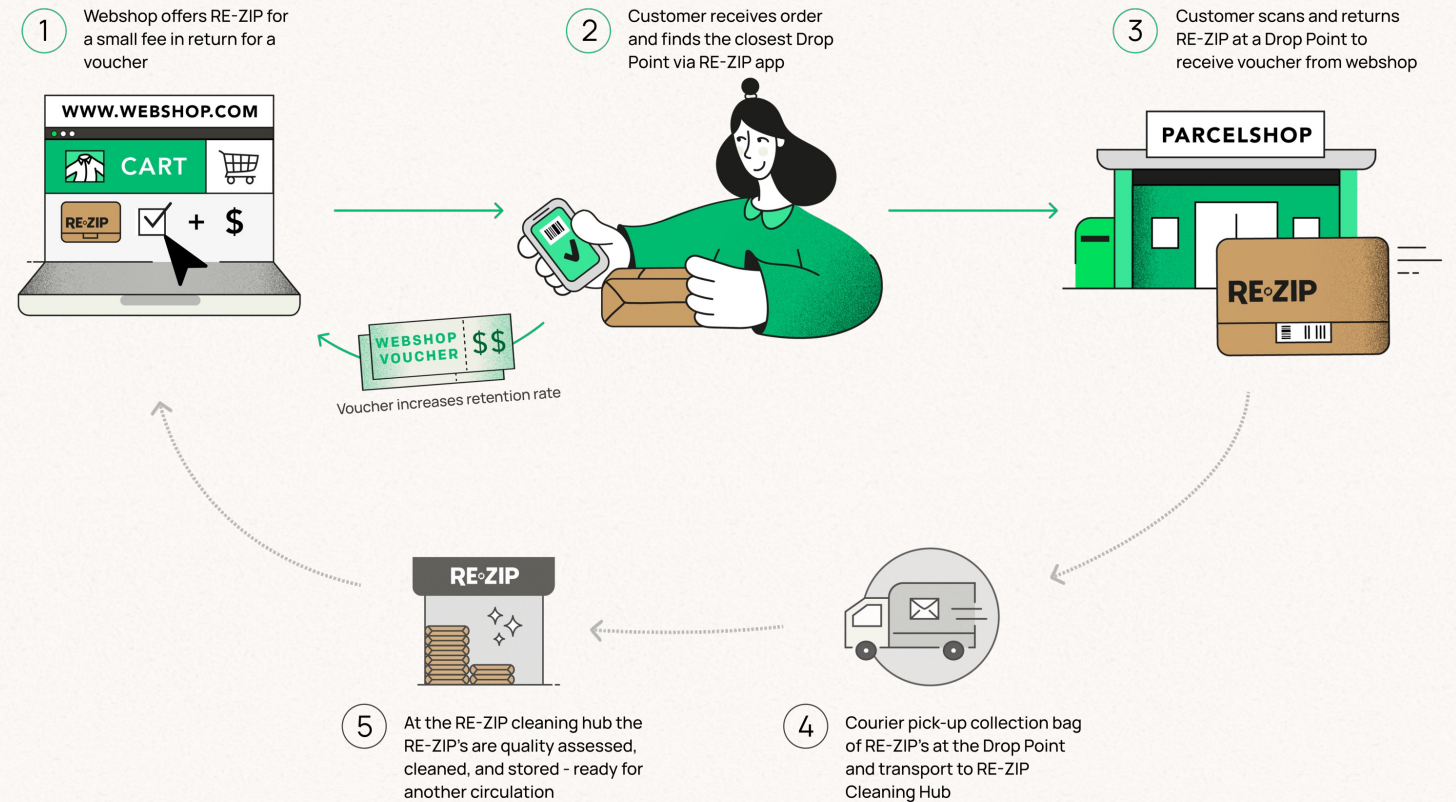 1
Webshop offers RE-ZIP for
a small fee in return for a
voucher
WWW.WEBSHOP.COM
CART
RE-ZIP
+ $
2
Customer receives order
and finds the closest Drop
Point via RE-ZIP app
WEBSHOP
VOUCHER
$$
Voucher increases retention rate
3
Customer scans and returns
RE-ZIP at a Drop Point to
receive voucher from webshop
PARCELSHOP
RE∘ZIP
4
Courier pick-up collection bag
of RE-ZIP's at the Drop Point
and transport to RE-ZIP
Cleaning Hub
RE∘ZIP
5
At the RE-ZIP cleaning hub the
RE-ZIP's are quality assessed,
cleaned, and stored - ready for
another circulation